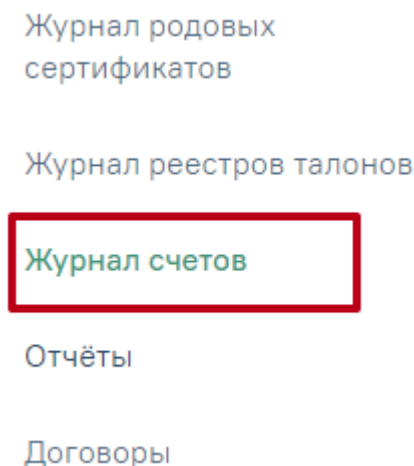 Журнал родовых
сертификатов
Журнал реестров талонов
Журнал счетов
Отчёты
Договоры